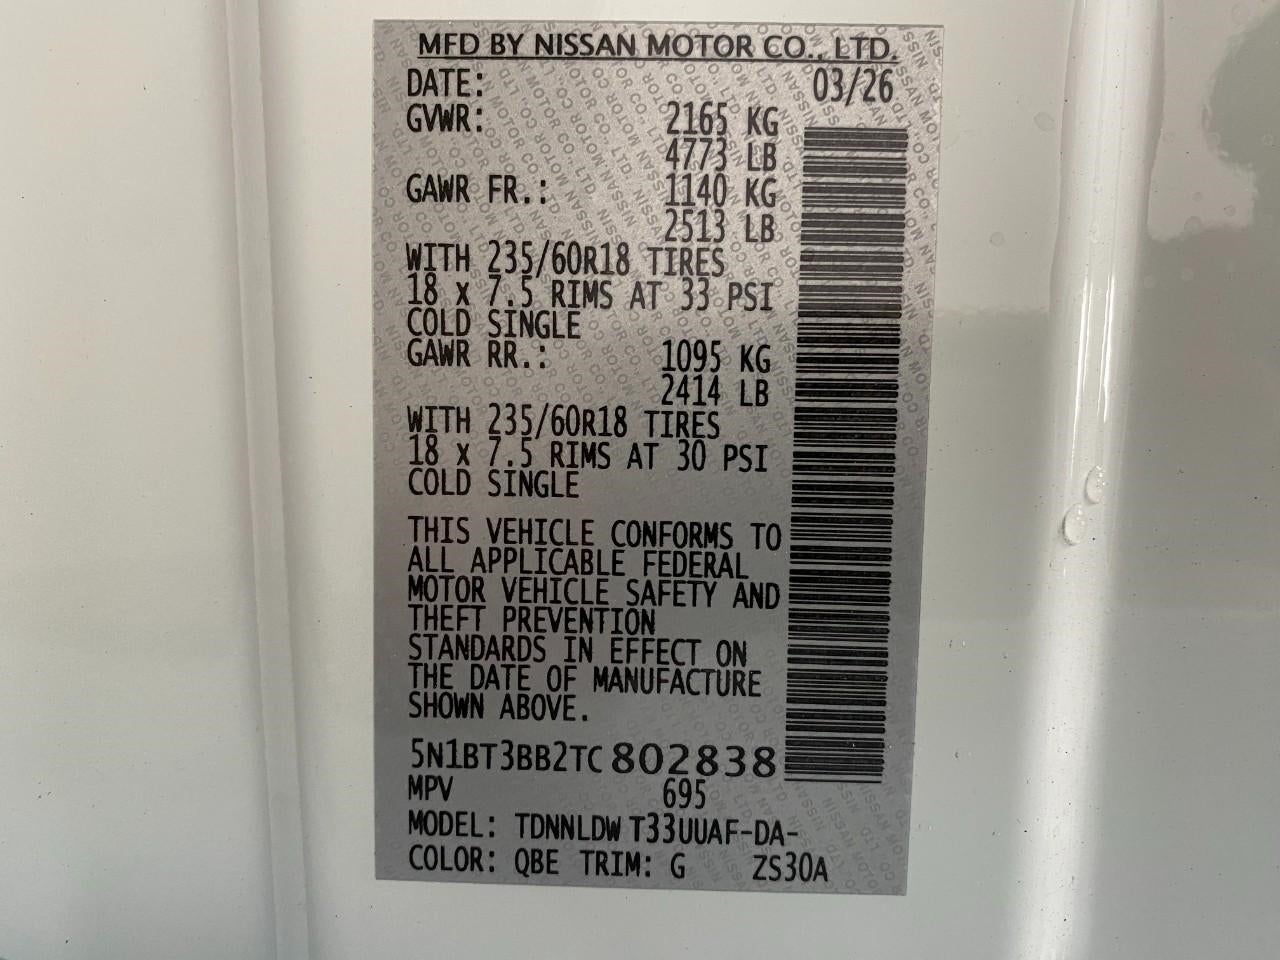 MFD BY NISSAN MOTOR CO., LTD.
DATE: 03/26
GVWR: 2165 KG
4773 LB
GAWR FR.: 1140 KG
2513 LB
WITH 235/60R18 TIRES
18 x 7.5 RIMS AT 33 PSI
COLD SINGLE
GAWR RR.: 1095 KG
2414 LB
WITH 235/60R18 TIRES
18 x 7.5 RIMS AT 30 PSI
COLD SINGLE
THIS VEHICLE CONFORMS TO
ALL APPLICABLE FEDERAL
MOTOR VEHICLE SAFETY AND
THEFT PREVENTION
STANDARDS IN EFFECT ON
THE DATE OF MANUFACTURE
SHOWN ABOVE.
5N1BT3BB2TC802838
MPV 695
MODEL: TDNNLDW T33UUAF-DA-
COLOR: QBE TRIM: G ZS30A